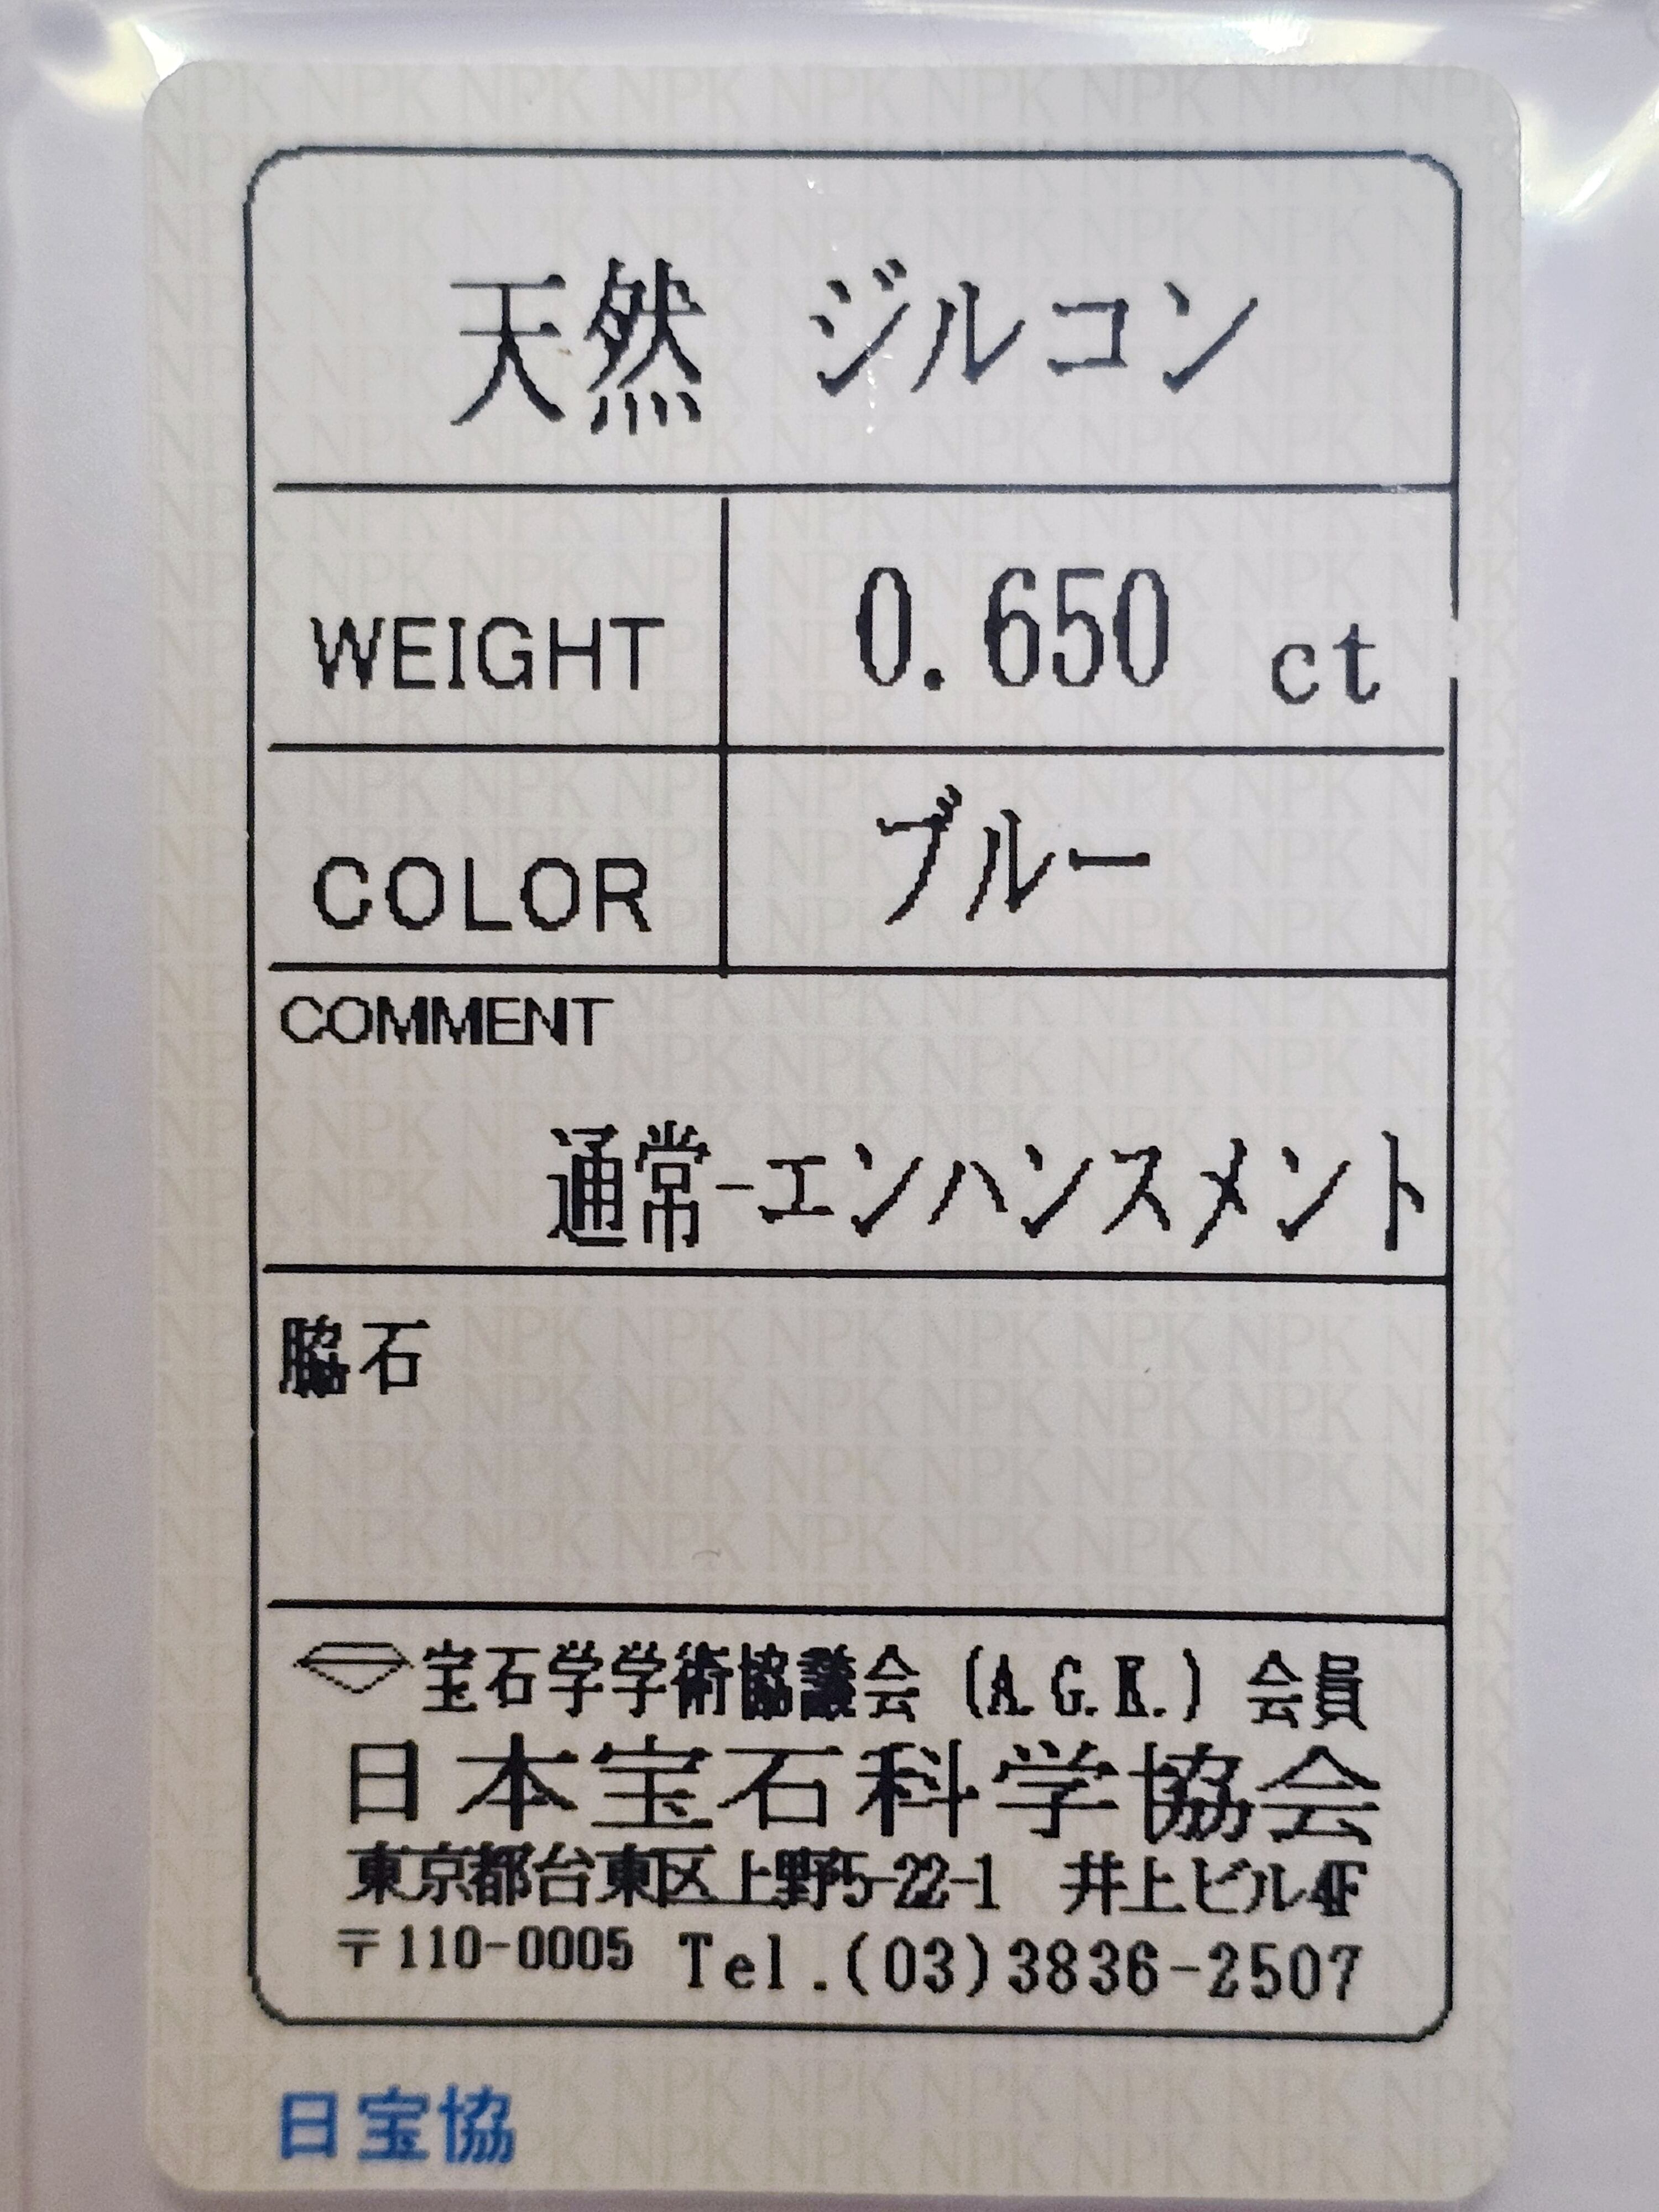 天然 ジルコン
WEIGHT 0.650 ct
COLOR ブルー
COMMENT
通常-エンハンスメント
脇石
宝石学学術協議会 (A.G.K.) 会員
日本宝石科学協会
東京都台東区上野5-22-1 井上ビル4F
〒110-0005 Tel.(03)3836-2507
日宝協